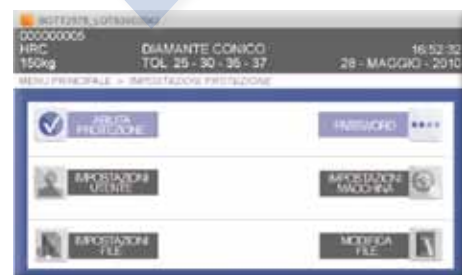 000000005
HRC DIAMANTE CONICO 16:52:32
150kg TOL 25 - 30 - 35 - 37 28 - MAGGIO - 2010
MENU PRINCIPALE > IMPOSTAZIONI PROTEZIONE
ABILITA PROTEZIONE
PASSWORD
IMPOSTAZIONI UTENTE
IMPOSTAZIONI MACCHINA
IMPOSTAZIONI FILE
MODIFICA FILE